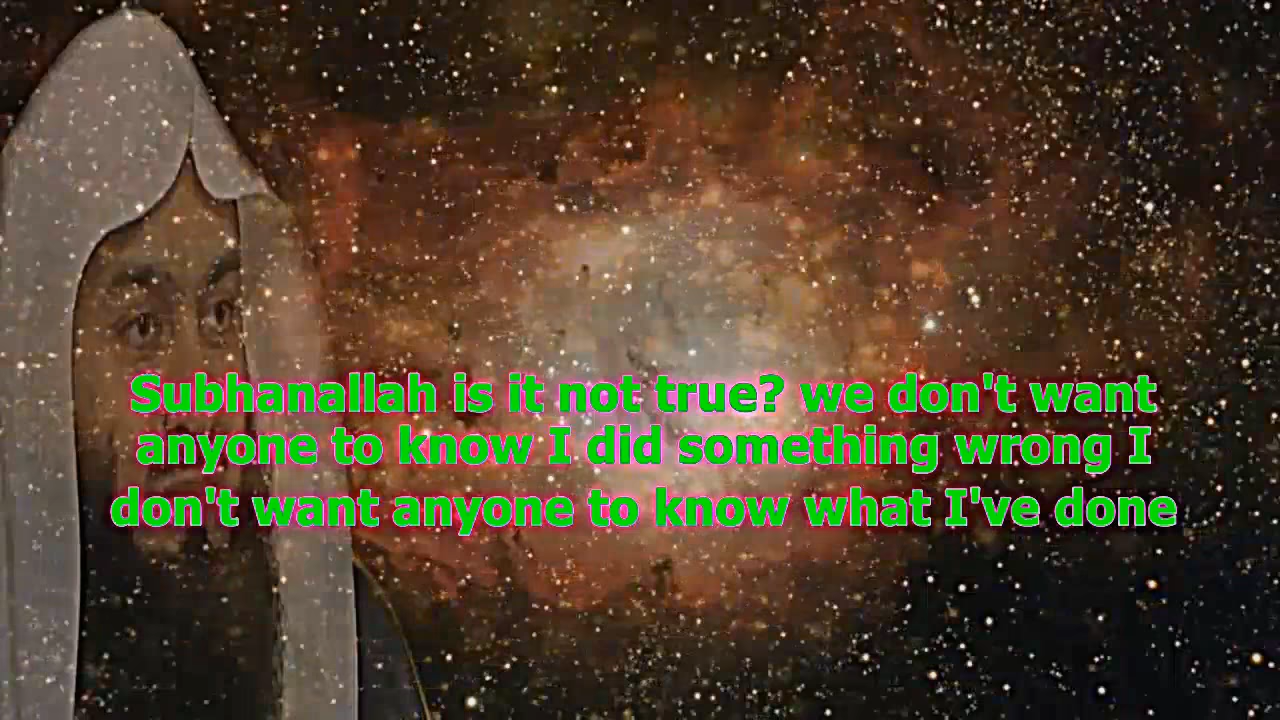 Subhanallah is it not true? we don't want
anyone to know I did something wrong I
don't want anyone to know what I've done